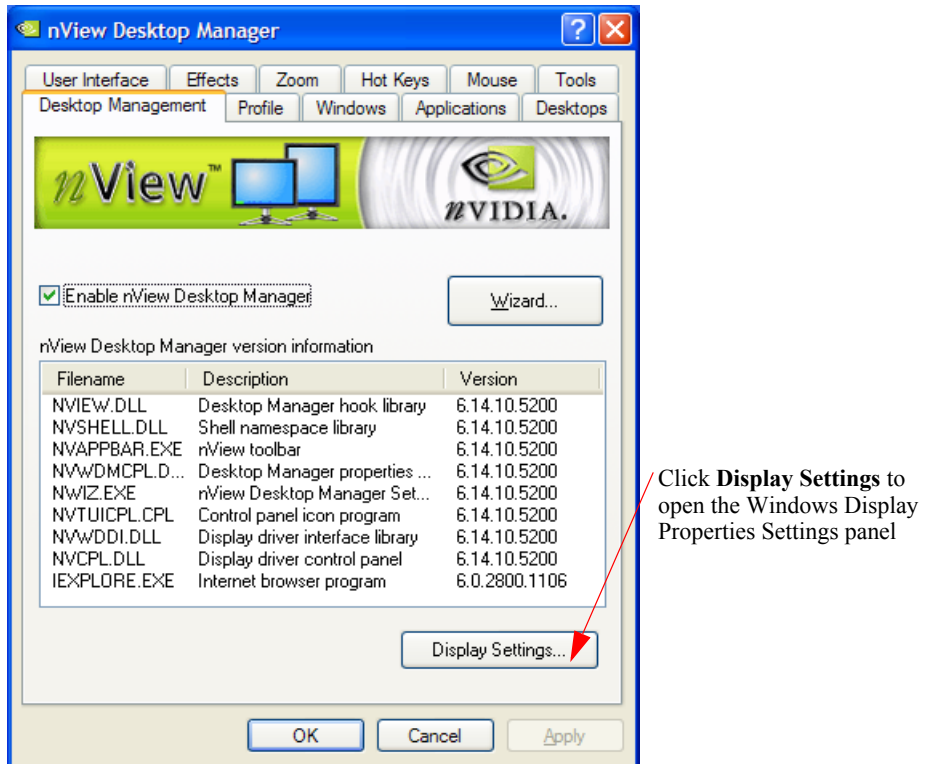 nView Desktop Manager
User Interface Effects Zoom Hot Keys Mouse Tools
Desktop Management Profile Windows Applications Desktops
nView™
nVIDIA.
Enable nView Desktop Manager
Wizard...
nView Desktop Manager version information
Filename Description Version
NVIEW.DLL Desktop Manager hook library 6.14.10.5200
NVSHELL.DLL Shell namespace library 6.14.10.5200
NVAPPBAR.EXE nView toolbar 6.14.10.5200
NVWDMCPL.D... Desktop Manager properties ... 6.14.10.5200
NWIZ.EXE nView Desktop Manager Set... 6.14.10.5200
NVTUICPL.CPL Control panel icon program 6.14.10.5200
NVWDDI.DLL Display driver interface library 6.14.10.5200
NVCPL.DLL Display driver control panel 6.14.10.5200
IEXPLORE.EXE Internet browser program 6.0.2800.1106
Display Settings...
OK Cancel Apply
Click Display Settings to
open the Windows Display
Properties Settings panel